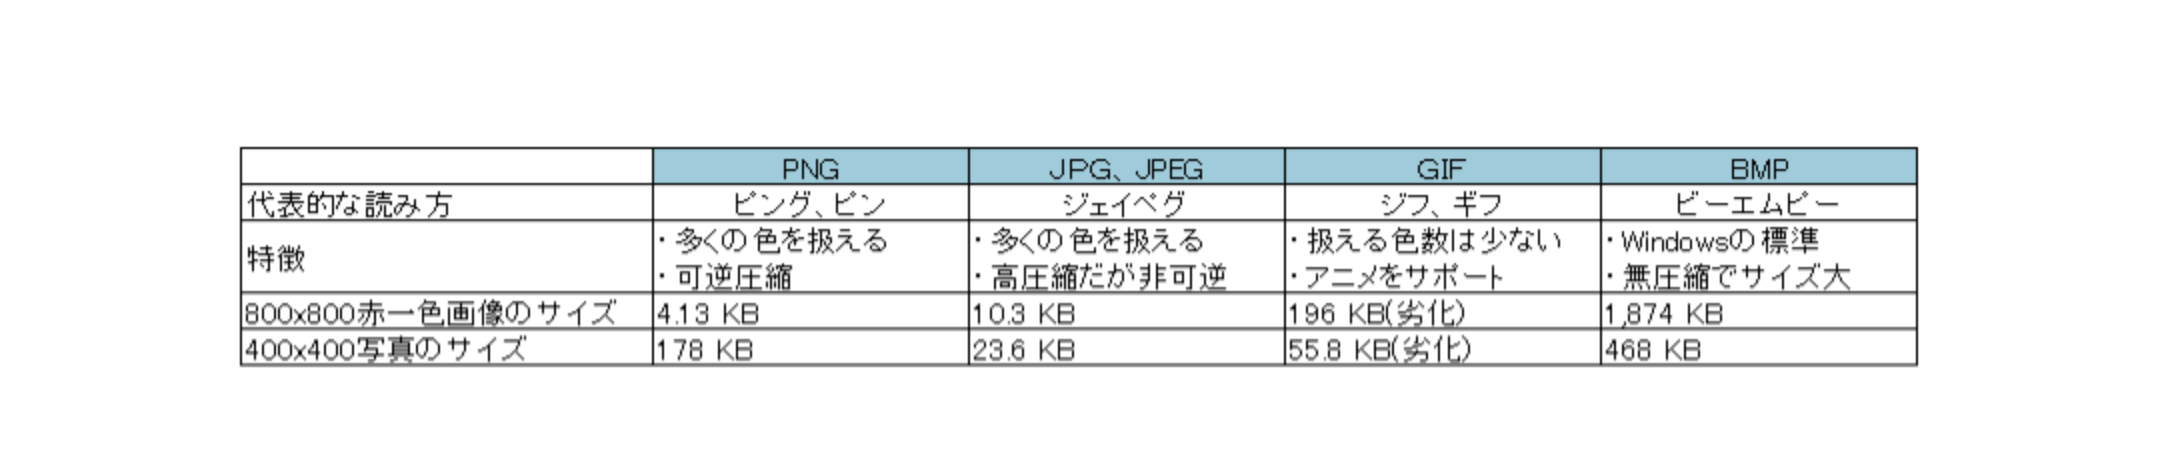 PNG JPG、JPEG GIF BMP
代表的な読み方 ピング、ピン ジェイペグ ジフ、ギフ ビーエムピー
特徴
・多くの色を扱える ・多くの色を扱える ・扱える色数は少ない ・Windowsの標準
・可逆圧縮 ・高圧縮だが非可逆 ・アニメをサポート ・無圧縮でサイズ大
800x800赤一色画像のサイズ 4.13 KB 10.3 KB 196 KB(劣化) 1,874 KB
400x400写真のサイズ 178 KB 23.6 KB 55.8 KB(劣化) 468 KB